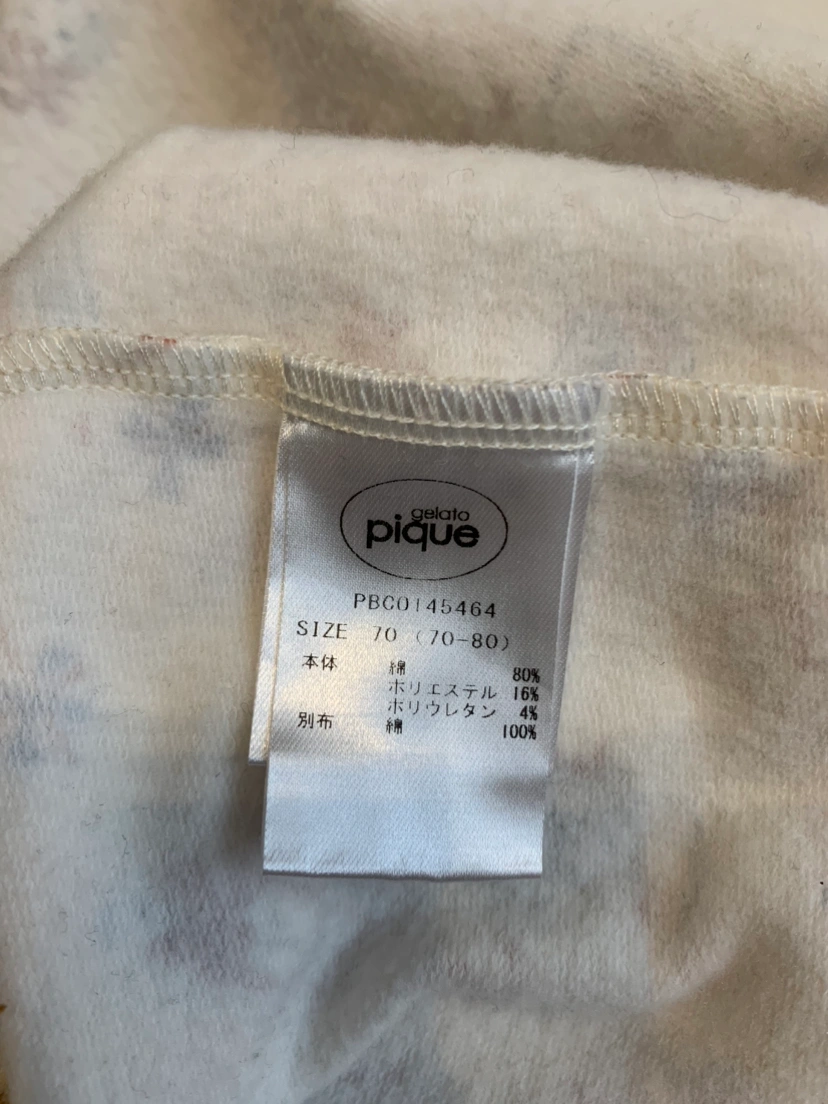 gelato
pique
PBC0145464
SIZE 70 (70-80)
本体 綿 80%
ポリエステル 16%
ポリウレタン 4%
別布 綿 100%